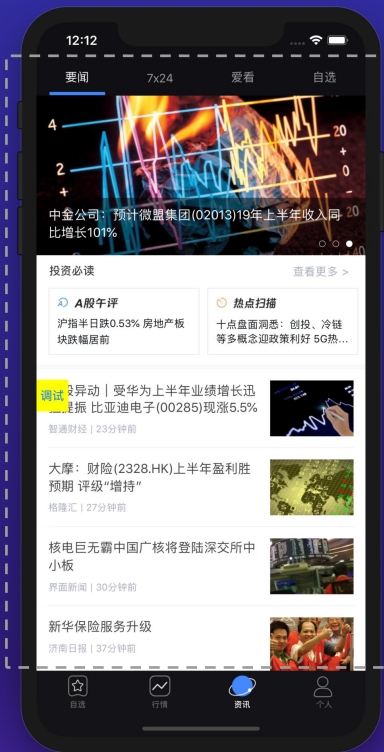 12:12
要闻 7x24 爱看 自选
4 20
2 +
+ 0
中金公司：预计微盟集团(02013)19年上半年收入同
比增长101%
投资必读 查看更多 >
A股午评
沪指半日跌0.53% 房地产板
块跌幅居前
热点扫描
十点盘面洞悉：创投、冷链
等多概念迎政策利好 5G热...
调试
异动｜受华为上半年业绩增长迅
提振 比亚迪电子(00285)现涨5.5%
智通财经 | 23分钟前
大摩：财险(2328.HK)上半年盈利胜
预期 评级“增持”
格隆汇 | 27分钟前
核电巨无霸中国广核将登陆深交所中
小板
界面新闻 | 30分钟前
新华保险服务升级
济南日报 | 37分钟前
自选 行情 资讯 个人